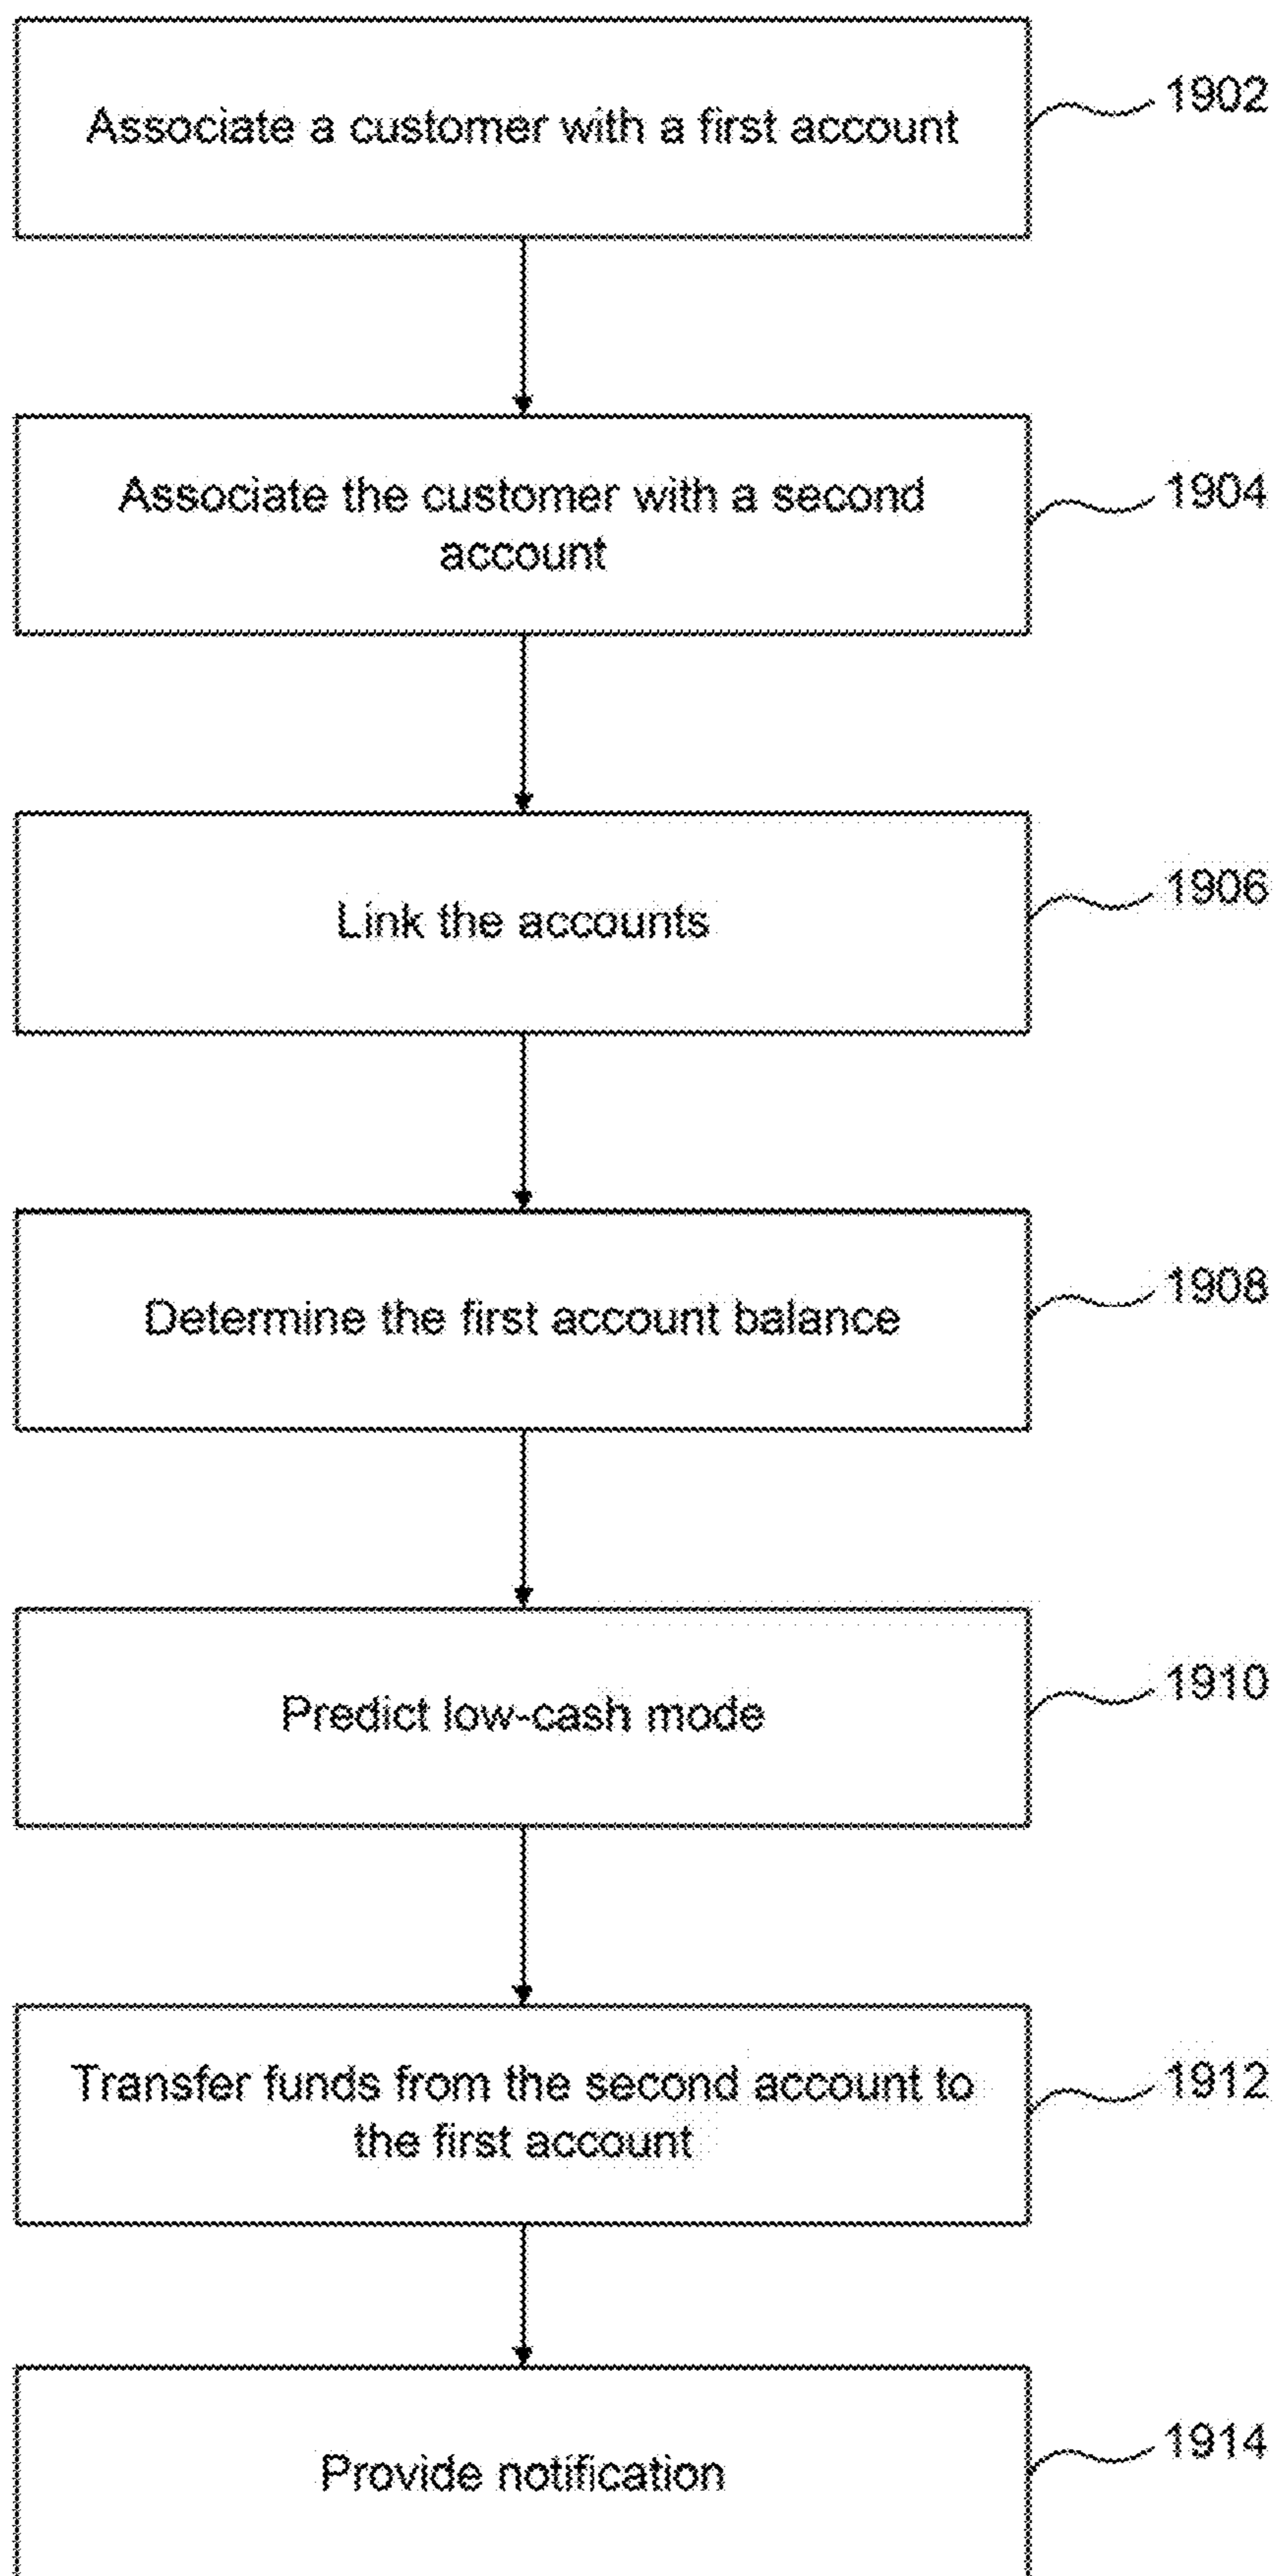 Associate a customer with a first account
1902
Associate the customer with a second
account
1904
Link the accounts
1906
Determine the first account balance
1908
Predict low-cash mode
1910
Transfer funds from the second account to
the first account
1912
Provide notification
1914